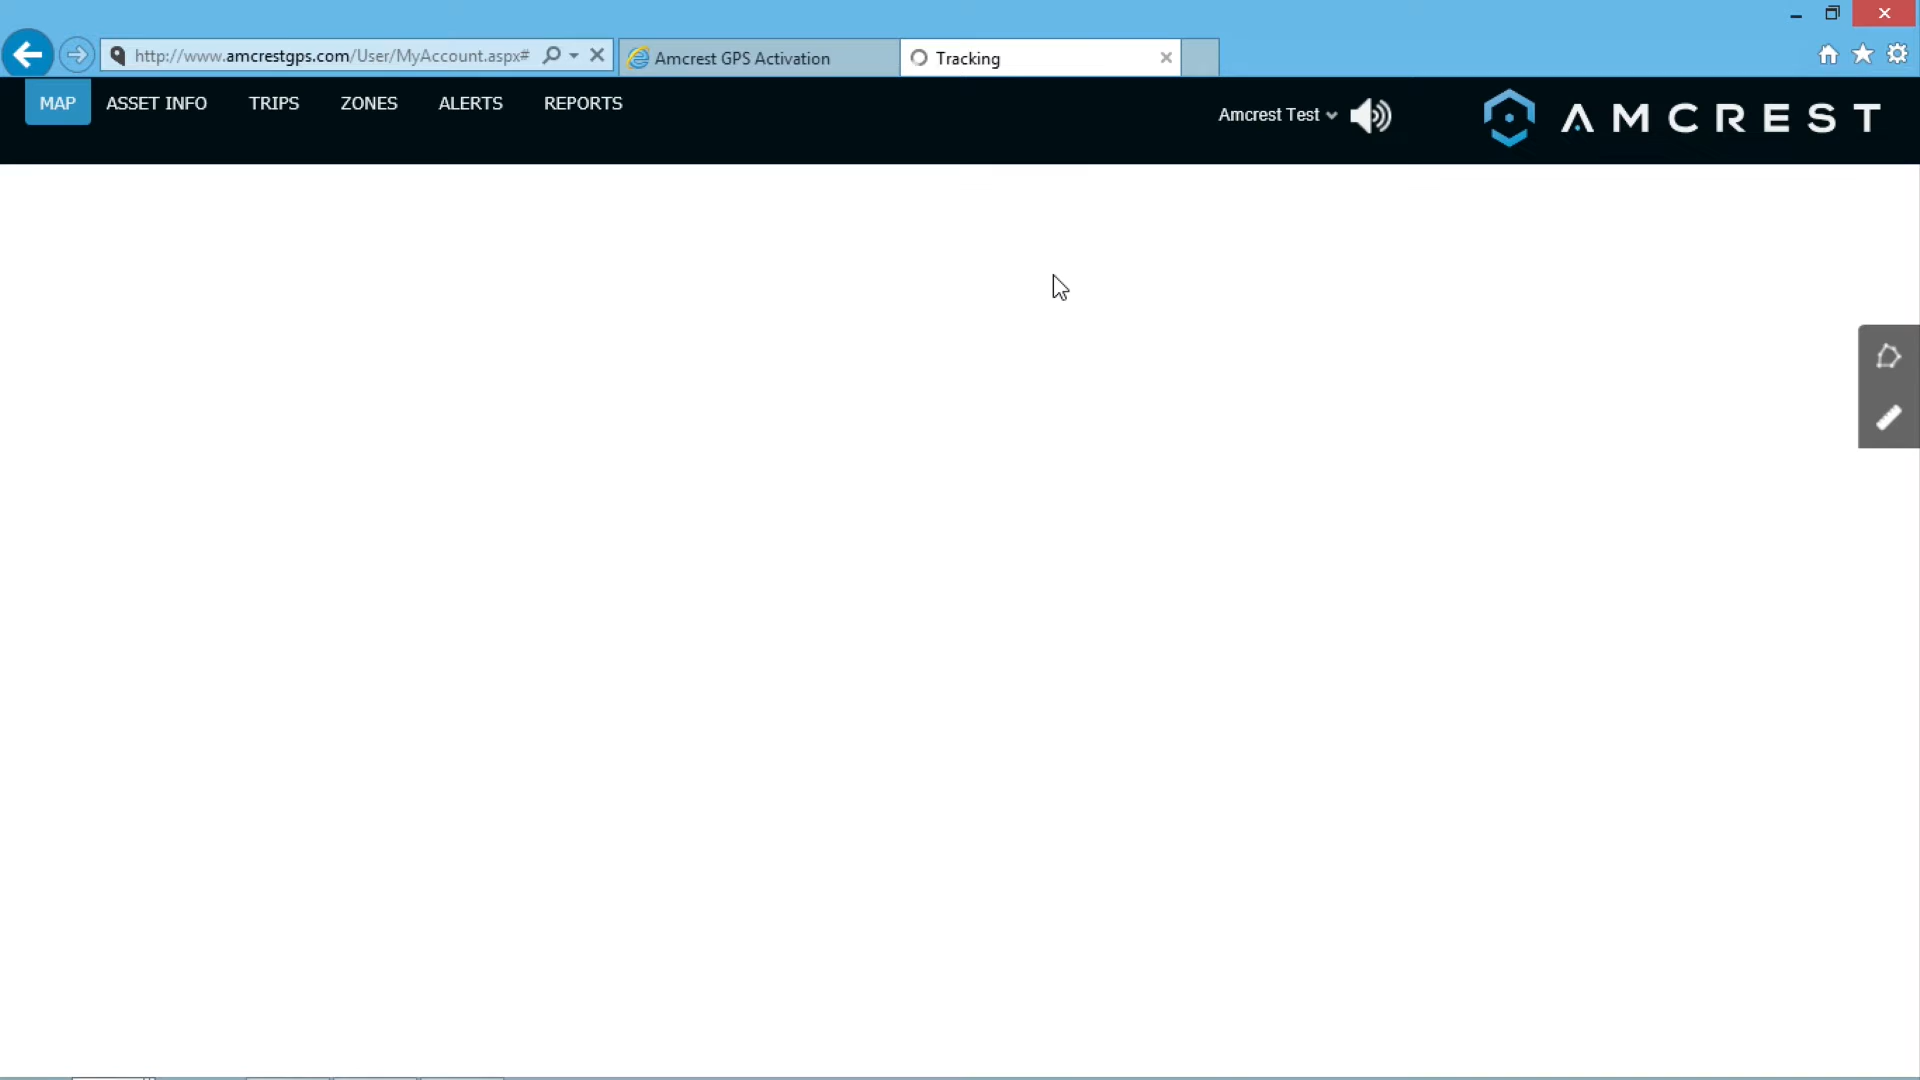 http://www.amcrestgps.com/User/MyAccount.aspx#
Amcrest GPS Activation
Tracking
MAP
ASSET INFO
TRIPS
ZONES
ALERTS
REPORTS
Amcrest Test
AMCREST